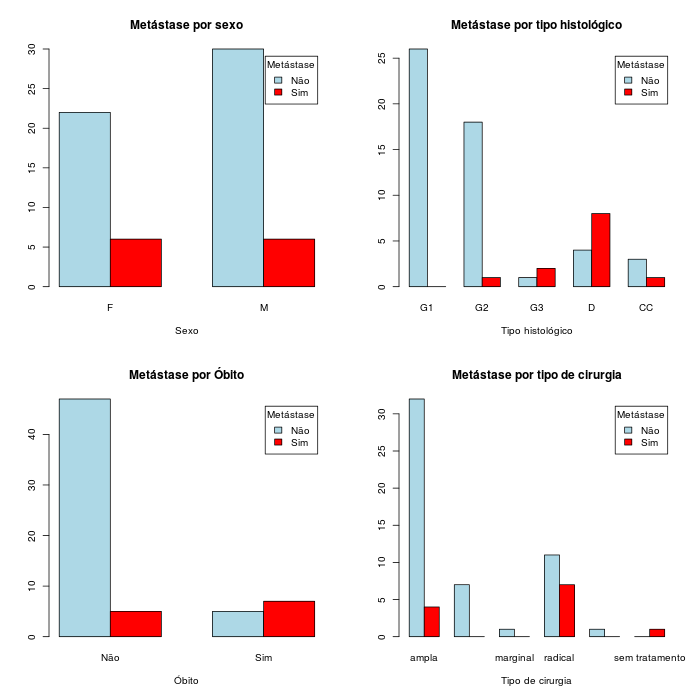 Metástase por sexo
30
25
20
15
10
5
0
Metástase
Não
Sim
F
M
Sexo
Metástase por tipo histológico
25
20
15
10
5
0
Metástase
Não
Sim
G1
G2
G3
D
CC
Tipo histológico
Metástase por Óbito
40
30
20
10
0
Metástase
Não
Sim
Não
Sim
Óbito
Metástase por tipo de cirurgia
30
25
20
15
10
5
0
Metástase
Não
Sim
ampla
marginal
radical
sem tratamento
Tipo de cirurgia